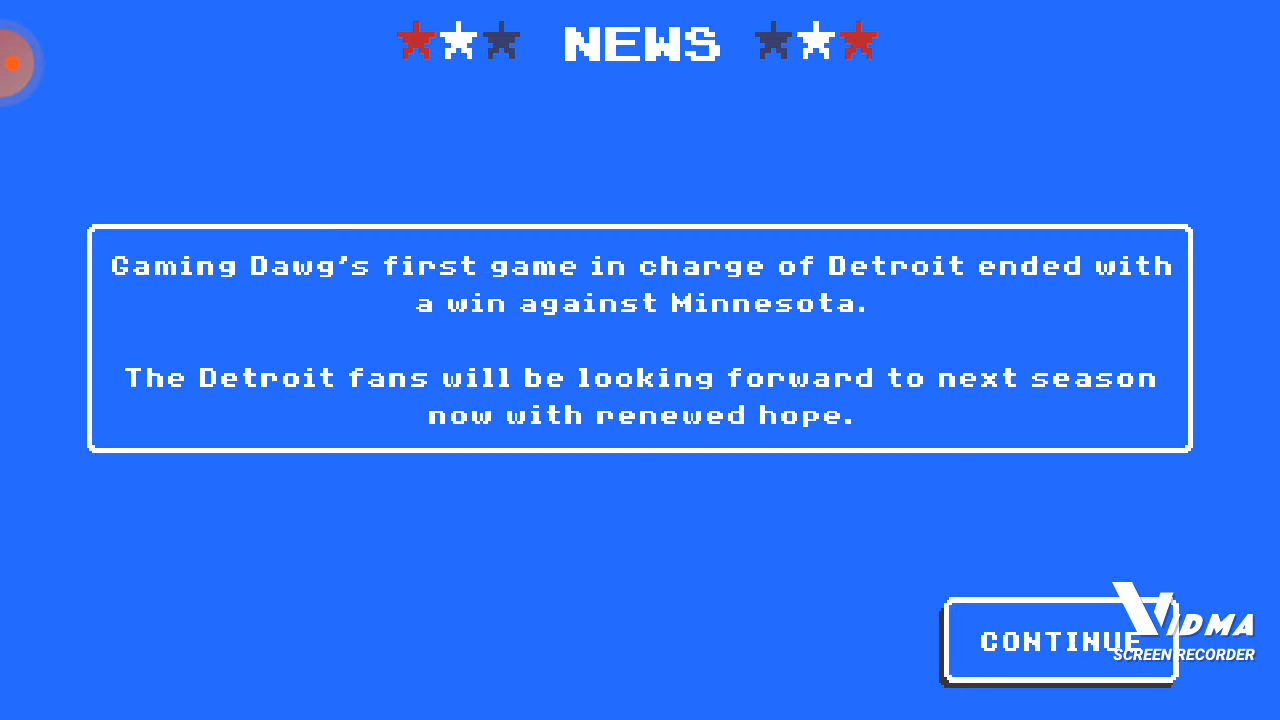 NEWS
Gaming Dawg's first game in charge of Detroit ended with
a win against Minnesota.
The Detroit fans will be looking forward to next season
now with renewed hope.
CONTINUE
VIDMA
SCREEN RECORDER